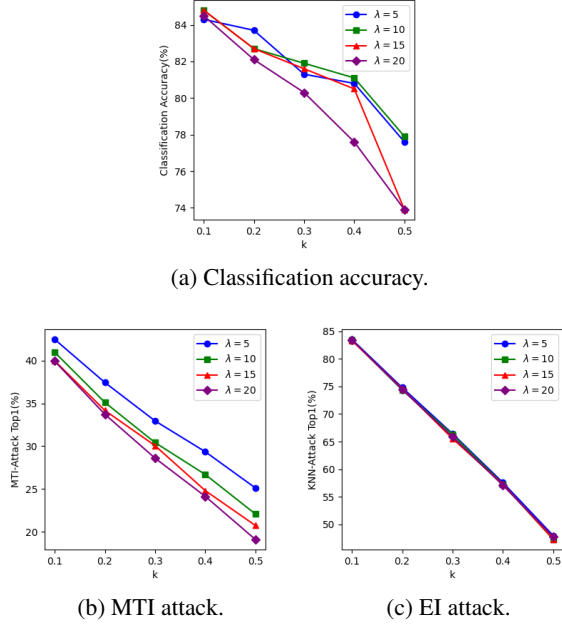 84
82
80
78
76
74
Classification Accuracy(%)
0.1 0.2 0.3 0.4 0.5
k
λ = 5
λ = 10
λ = 15
λ = 20
(a) Classification accuracy.
40
35
30
25
20
MTI-Attack Top1(%)
0.1 0.2 0.3 0.4 0.5
k
λ = 5
λ = 10
λ = 15
λ = 20
(b) MTI attack.
85
80
75
70
65
60
55
50
KNN-Attack Top1(%)
0.1 0.2 0.3 0.4 0.5
k
λ = 5
λ = 10
λ = 15
λ = 20
(c) EI attack.